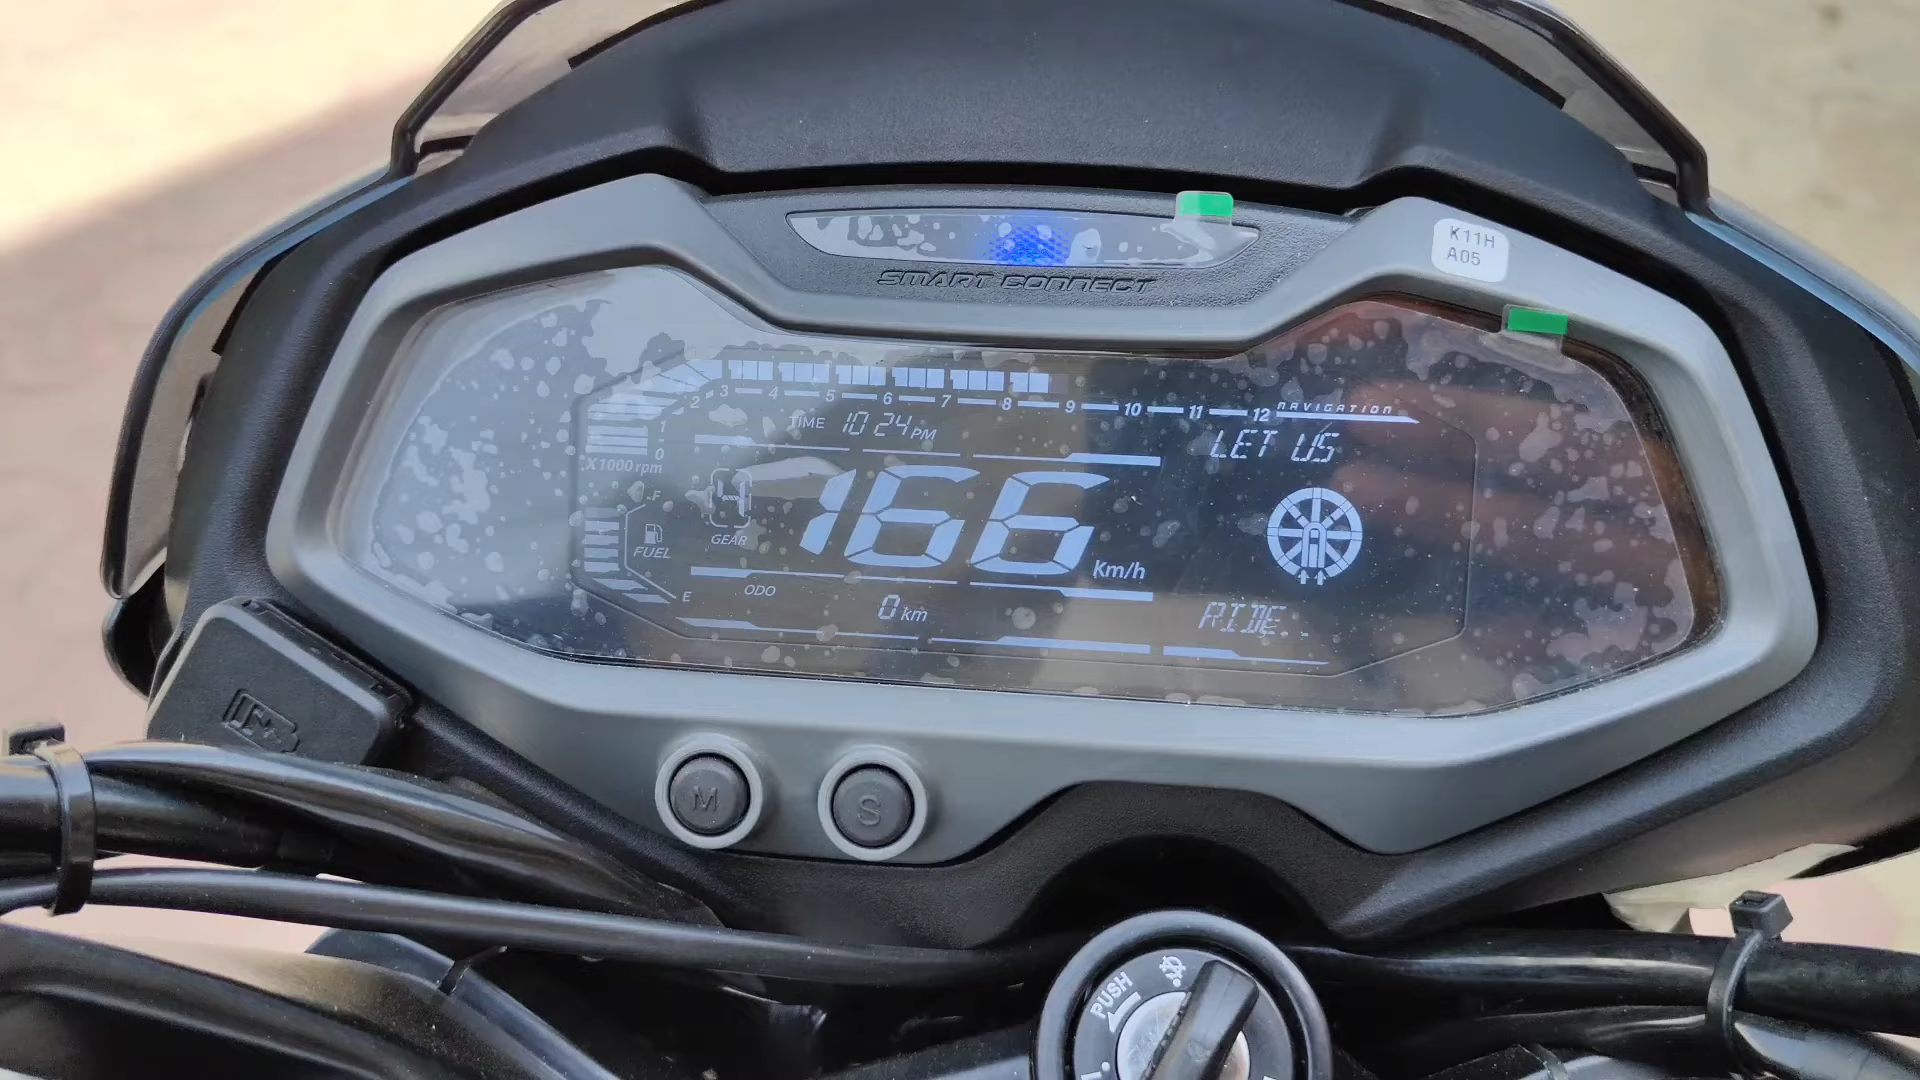 SMART CONNECT
K11H
A05
0 1 2 3 4 5 6 7 8 9 10 11 12
NAVIGATION
TIME 10 24 PM
LET US
X1000 rpm
F
166 Km/h
GEAR
FUEL
E
ODO
0 km
RIDE
M
S
PUSH